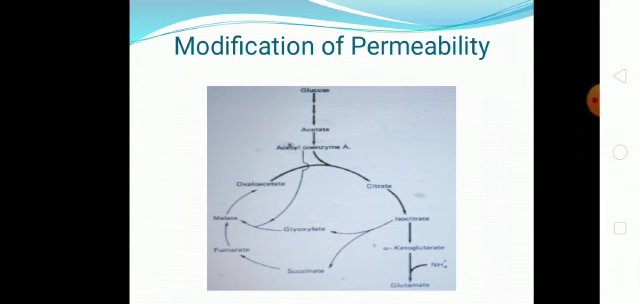 Modification of Permeability
Glucose
Acetate
Acetyl coenzyme A.
Oxaloacetate
Citrate
Malate
Isocitrate
Glyoxylate
Fumarate
α-Ketoglutarate
NH₄⁺
Succinate
Glutamate